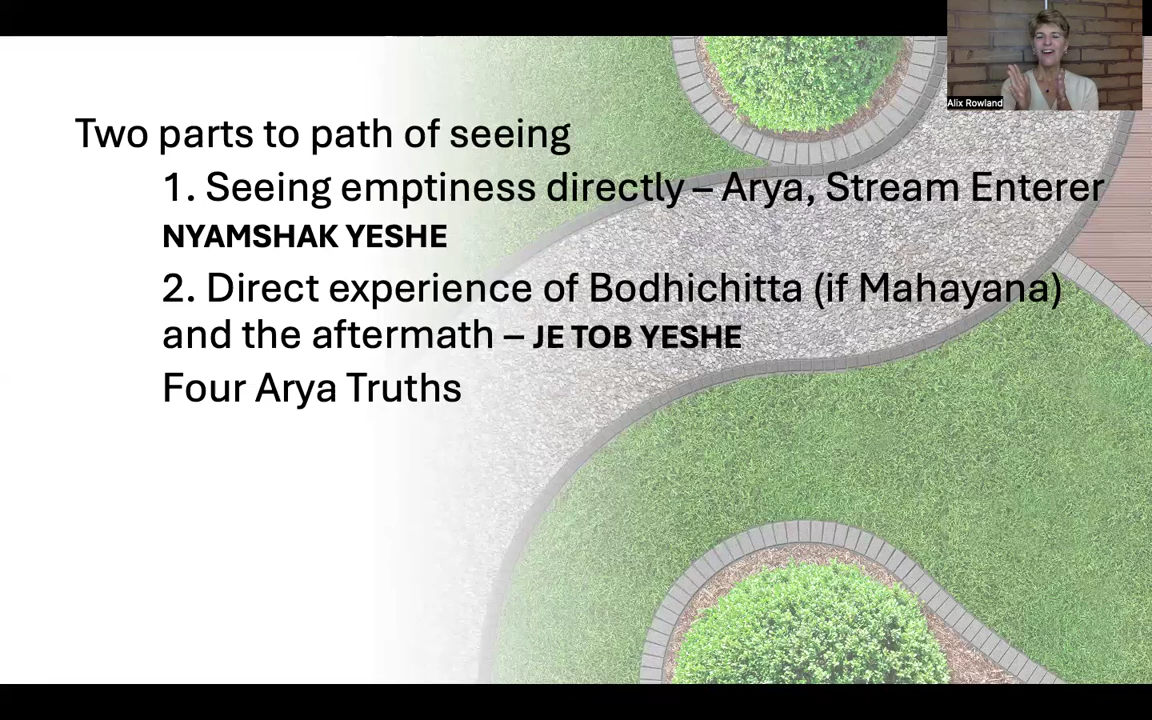 Alix Rowland
Two parts to path of seeing
1. Seeing emptiness directly – Arya, Stream Enterer
NYAMSHAK YESHE
2. Direct experience of Bodhichitta (if Mahayana)
and the aftermath – JE TOB YESHE
Four Arya Truths